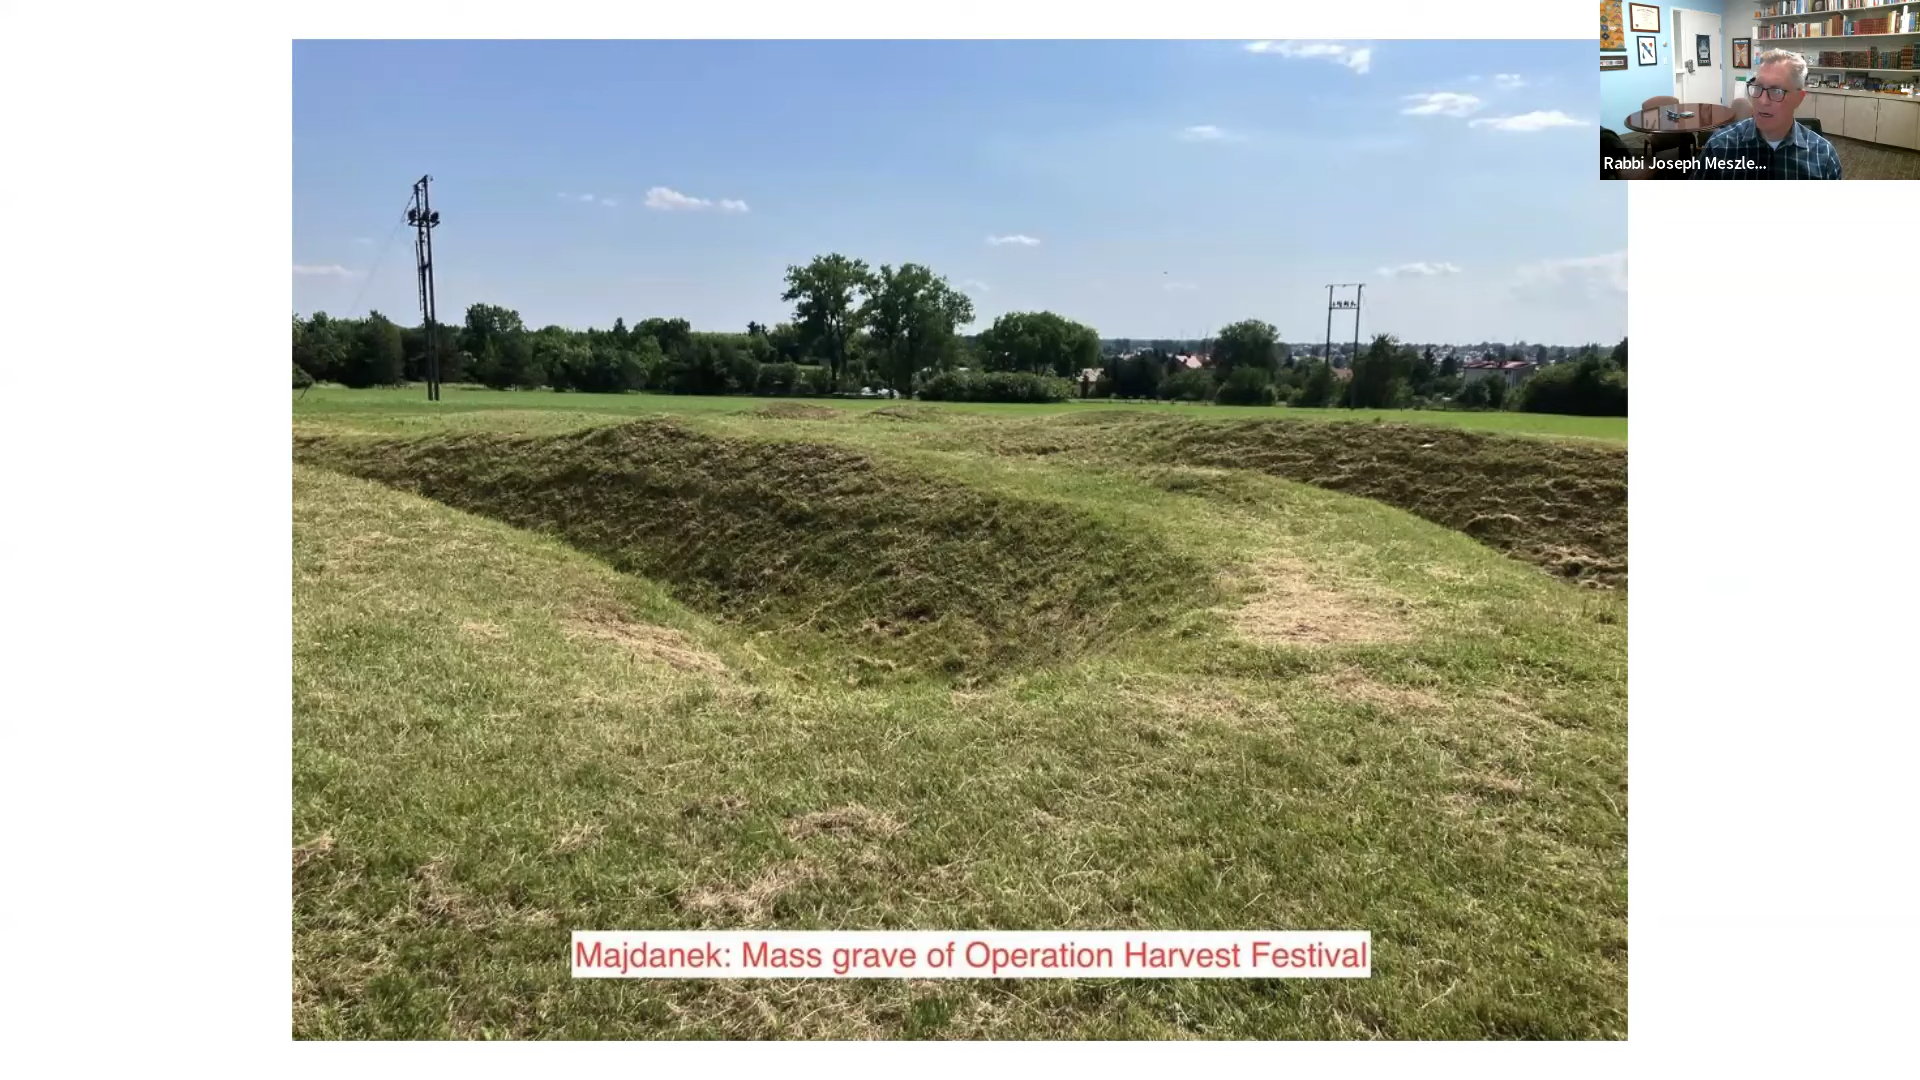 Rabbi Joseph Meszle...
Majdanek: Mass grave of Operation Harvest Festival